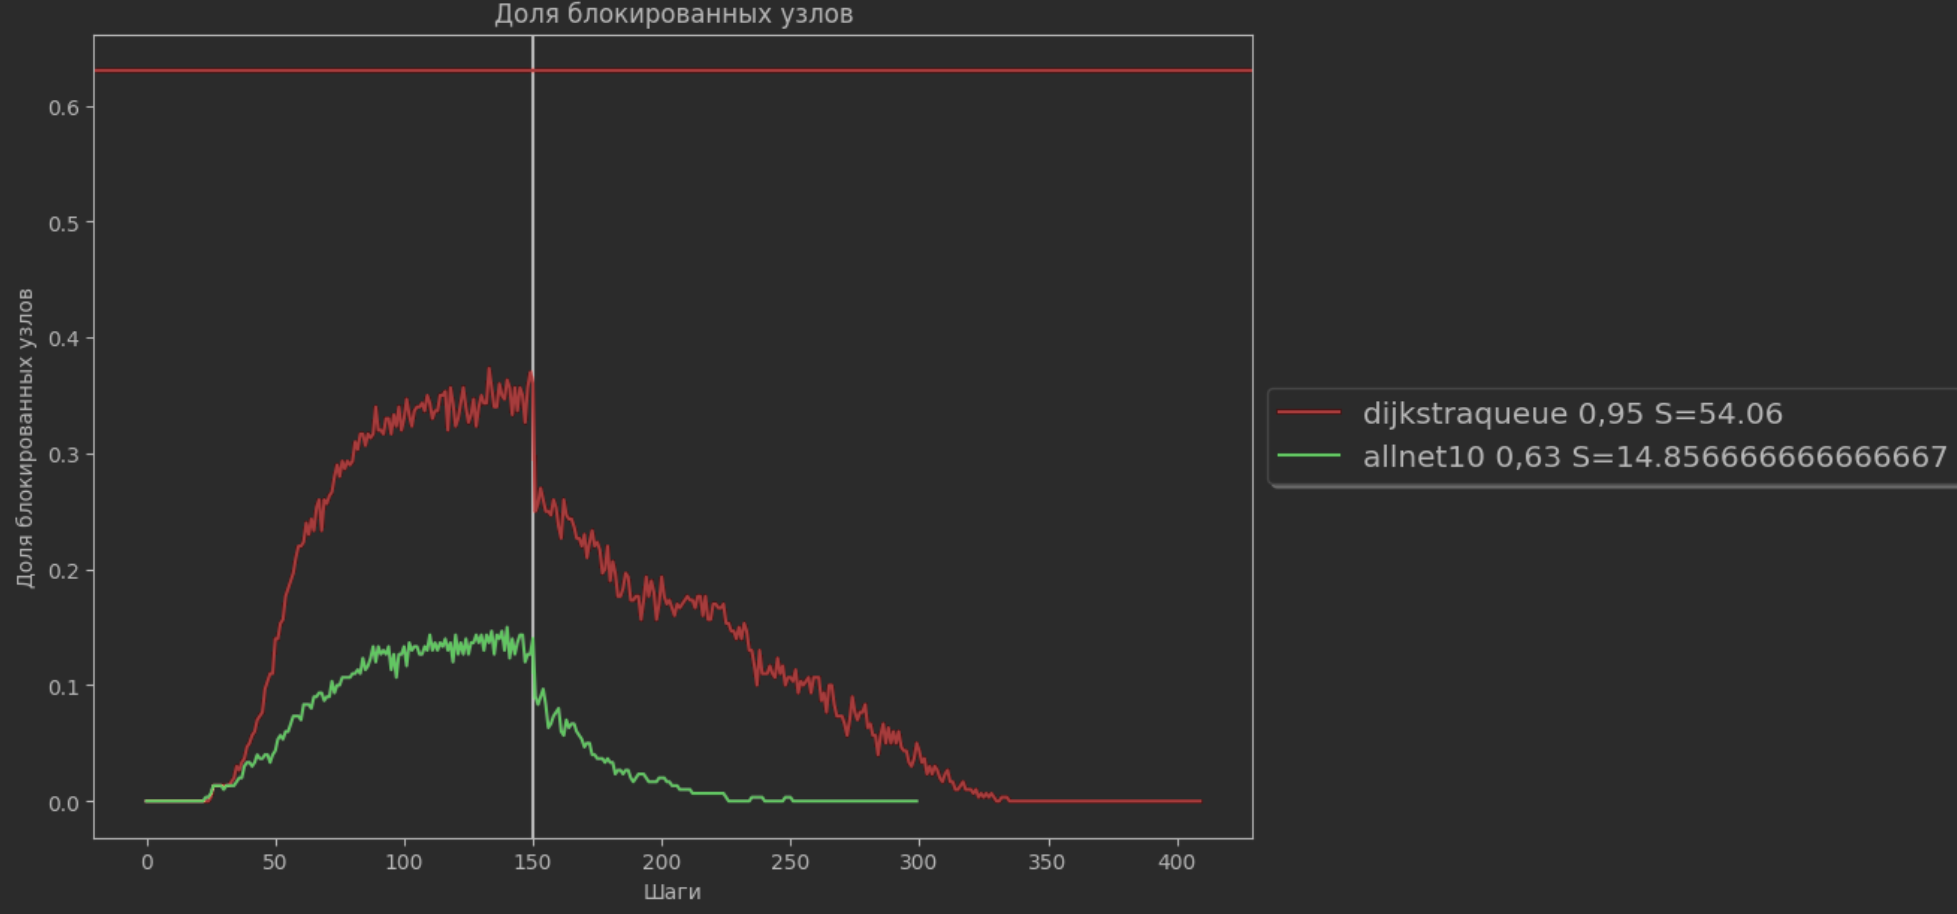 Доля блокированных узлов
Доля блокированных узлов
0.6
0.5
0.4
0.3
0.2
0.1
0.0
0 50 100 150 200 250 300 350 400
Шаги
dijkstraqueue 0,95 S=54.06
allnet10 0,63 S=14.856666666666667